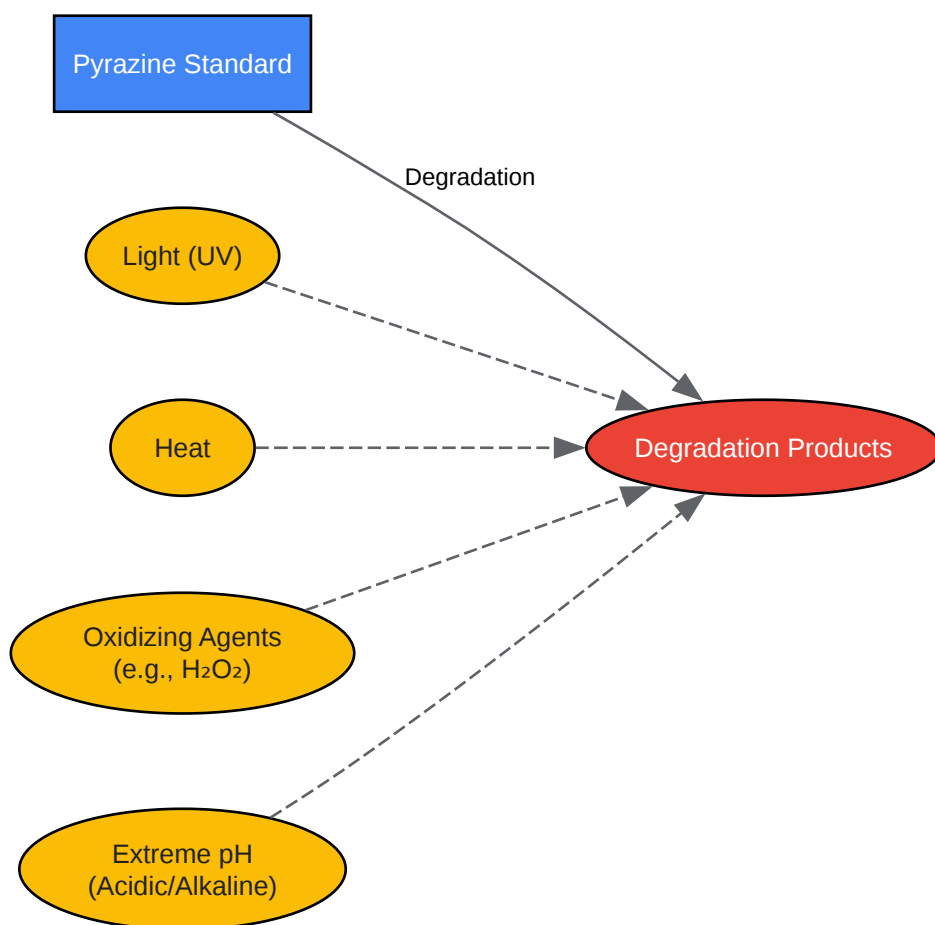 Pyrazine Standard
Degradation
Light (UV)
Heat
Degradation Products
Oxidizing Agents
(e.g., H₂O₂)
Extreme pH
(Acidic/Alkaline)